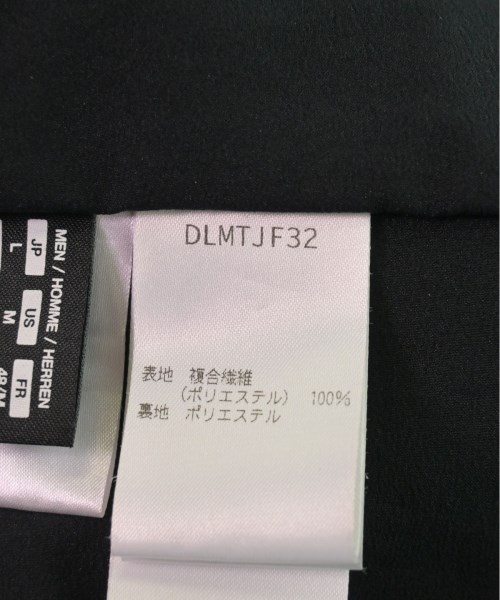 DLMTJF32
表地 複合繊維
(ポリエステル) 100%
裏地 ポリエステル
MEN / HOMME / HERREN
JP US FR
L M 48/M